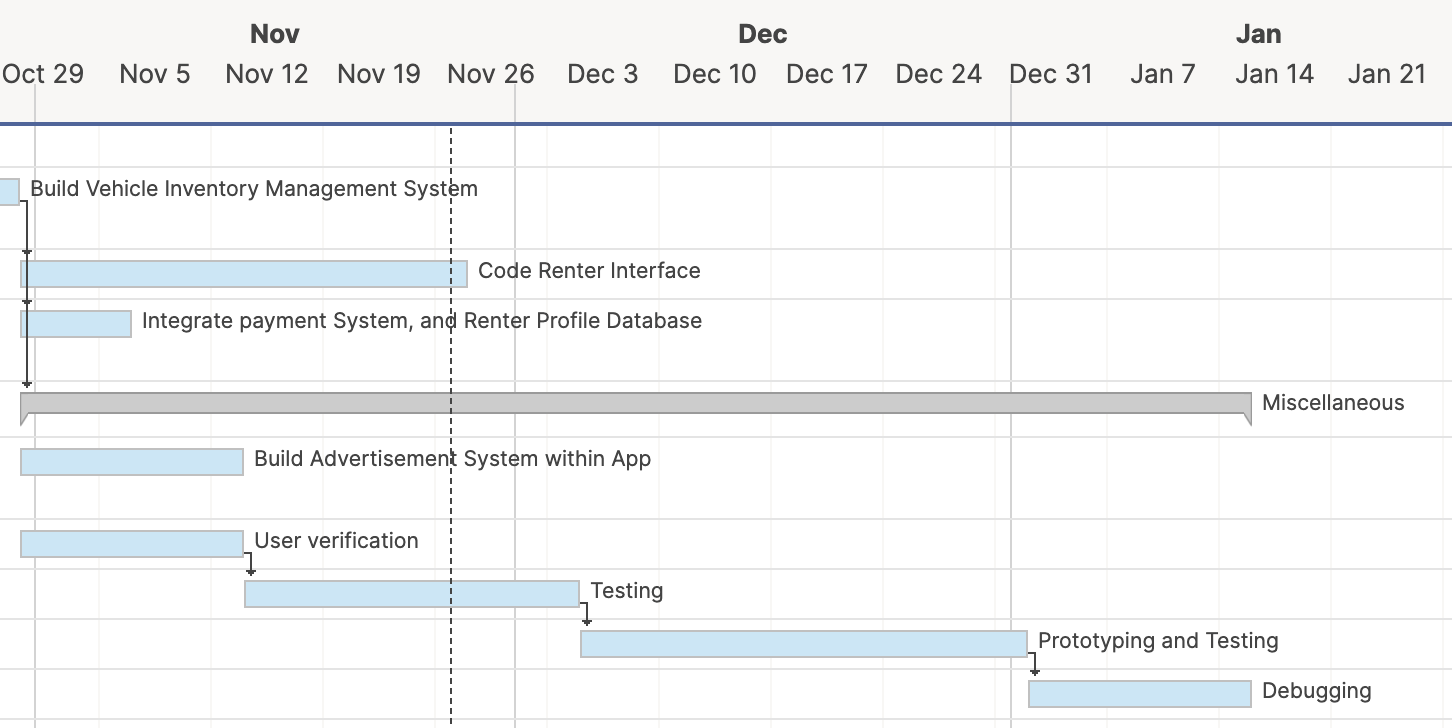 Nov Dec Jan
Oct 29 Nov 5 Nov 12 Nov 19 Nov 26 Dec 3 Dec 10 Dec 17 Dec 24 Dec 31 Jan 7 Jan 14 Jan 21
Build Vehicle Inventory Management System
Code Renter Interface
Integrate payment System, and Renter Profile Database
Miscellaneous
Build Advertisement System within App
User verification
Testing
Prototyping and Testing
Debugging